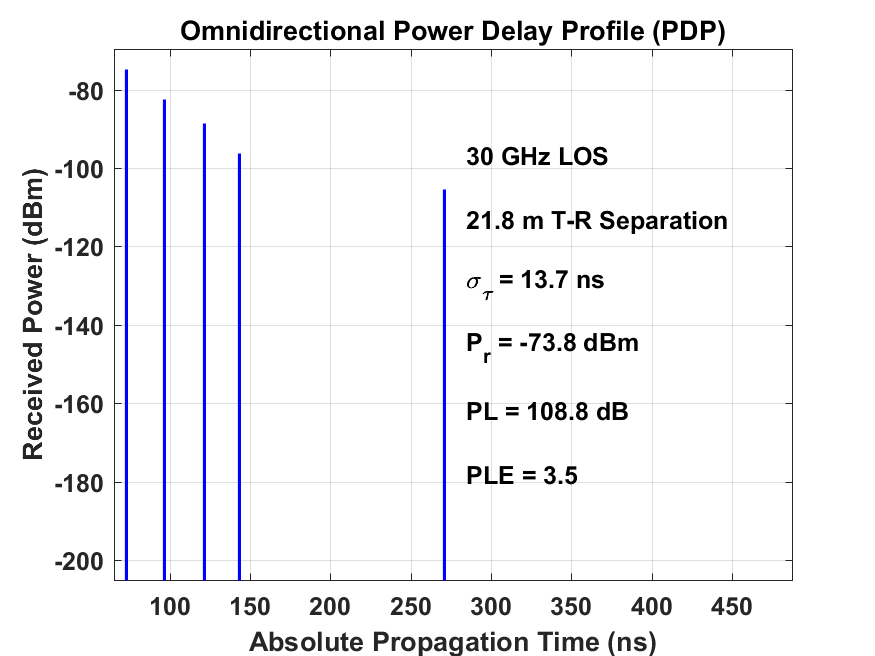 Omnidirectional Power Delay Profile (PDP)
Received Power (dBm)
-80
-100
-120
-140
-160
-180
-200
30 GHz LOS
21.8 m T-R Separation
σ_τ = 13.7 ns
P_r = -73.8 dBm
PL = 108.8 dB
PLE = 3.5
100 150 200 250 300 350 400 450
Absolute Propagation Time (ns)